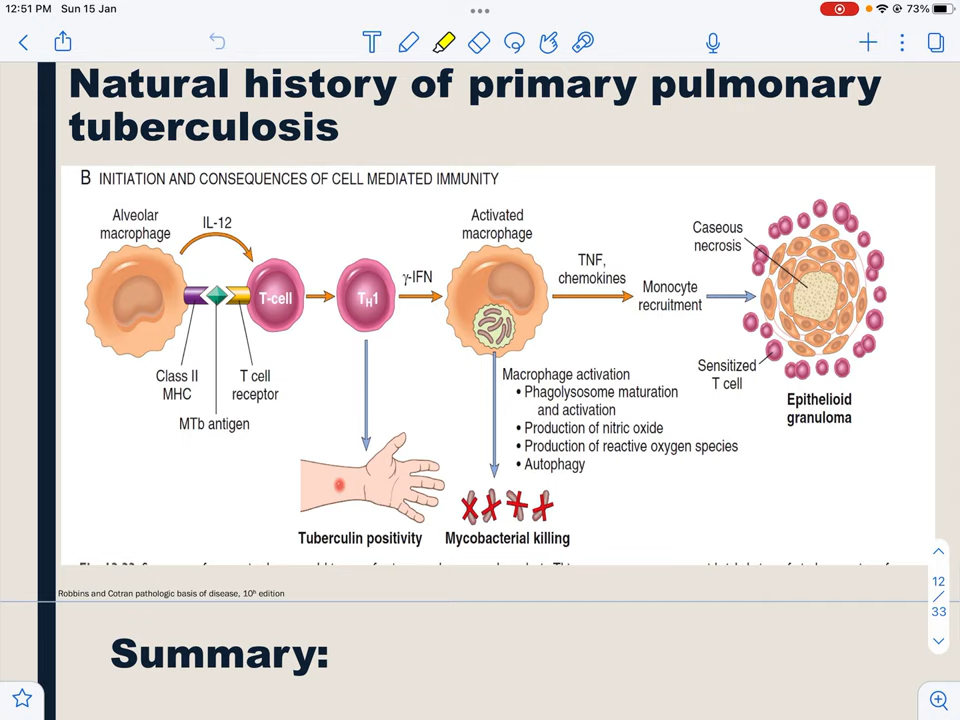 12:51 PM Sun 15 Jan
73%
Natural history of primary pulmonary
tuberculosis
B INITIATION AND CONSEQUENCES OF CELL MEDIATED IMMUNITY
Alveolar
macrophage
IL-12
T-cell
TH1
γ-IFN
Activated
macrophage
TNF,
chemokines
Monocyte
recruitment
Caseous
necrosis
Class II
MHC
T cell
receptor
MTb antigen
Macrophage activation
• Phagolysosome maturation
and activation
• Production of nitric oxide
• Production of reactive oxygen species
• Autophagy
Sensitized
T cell
Epithelioid
granuloma
Tuberculin positivity
Mycobacterial killing
Robbins and Cotran pathologic basis of disease, 10th edition
12
/
33
Summary: